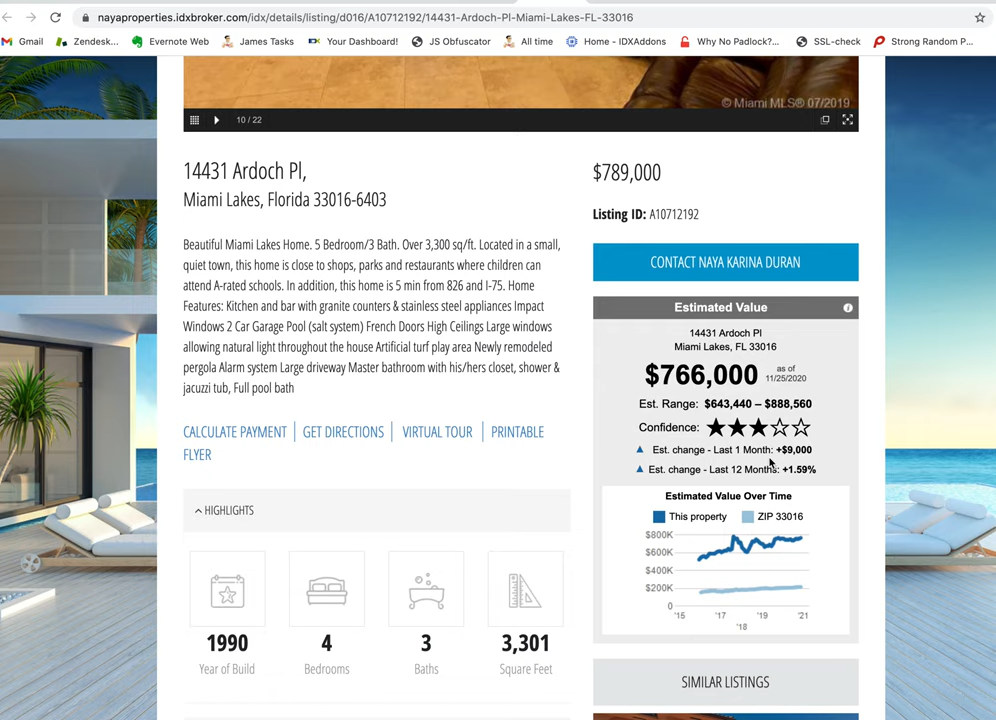 nayaproperties.idxbroker.com/idx/details/listing/d016/A10712192/14431-Ardoch-Pl-Miami-Lakes-FL-33016
Gmail Zendesk... Evernote Web James Tasks Your Dashboard! JS Obfuscator All time Home - IDXAddons Why No Padlock?... SSL-check Strong Random P...
© Miami MLS® 07/2019
10 / 22
14431 Ardoch Pl,
Miami Lakes, Florida 33016-6403
Beautiful Miami Lakes Home. 5 Bedroom/3 Bath. Over 3,300 sq/ft. Located in a small,
quiet town, this home is close to shops, parks and restaurants where children can
attend A-rated schools. In addition, this home is 5 min from 826 and I-75. Home
Features: Kitchen and bar with granite counters & stainless steel appliances Impact
Windows 2 Car Garage Pool (salt system) French Doors High Ceilings Large windows
allowing natural light throughout the house Artificial turf play area Newly remodeled
pergola Alarm system Large driveway Master bathroom with his/hers closet, shower &
jacuzzi tub, Full pool bath
CALCULATE PAYMENT GET DIRECTIONS VIRTUAL TOUR PRINTABLE
FLYER
HIGHLIGHTS
1990 4 3 3,301
Year of Build Bedrooms Baths Square Feet
$789,000
Listing ID: A10712192
CONTACT NAYA KARINA DURAN
Estimated Value
14431 Ardoch Pl
Miami Lakes, FL 33016
$766,000 as of
11/25/2020
Est. Range: $643,440 – $888,560
Confidence:
Est. change - Last 1 Month: +$9,000
Est. change - Last 12 Months: +1.59%
Estimated Value Over Time
This property ZIP 33016
$800K
$600K
$400K
$200K
0
'15 '17 '19 '21
'18
SIMILAR LISTINGS